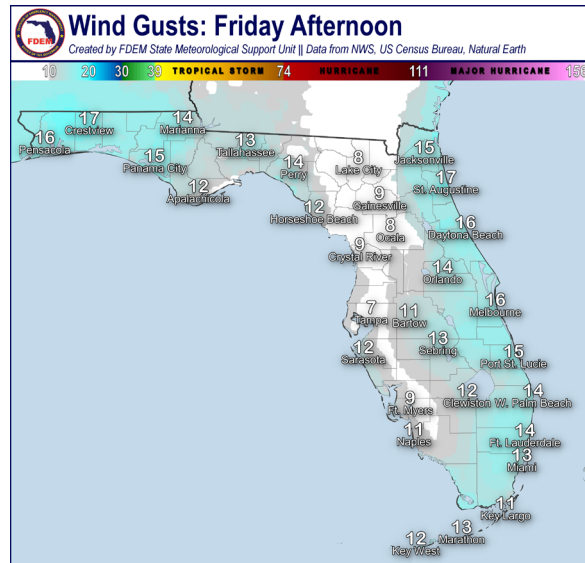 Wind Gusts: Friday Afternoon
Created by FDEM State Meteorological Support Unit || Data from NWS, US Census Bureau, Natural Earth
FDEM
10 20 30 39 TROPICAL STORM 74 HURRICANE 111 MAJOR HURRICANE 156
17
Crestview
14
Marianna
16
Pensacola
13
Tallahassee
15
Panama City
14
Perry
8
Lake City
15
Jacksonville
12
Apalachicola
17
St. Augustine
9
Gainesville
12
Horseshoe Beach
8
Ocala
16
Daytona Beach
9
Crystal River
14
Orlando
16
Melbourne
7
Tampa
11
Bartow
13
Sebring
12
Sarasota
15
Port St. Lucie
9
Ft. Myers
12
Clewiston
14
W. Palm Beach
11
Naples
14
Ft. Lauderdale
13
Miami
11
Key Largo
13
Marathon
12
Key West